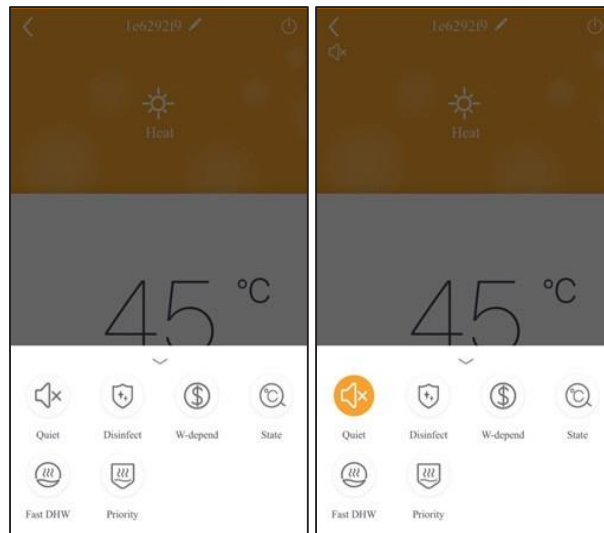 1e6292f9
Heat
45 °C
Quiet
Disinfect
W-depend
State
Fast DHW
Priority
1e6292f9
Heat
45 °C
Quiet
Disinfect
W-depend
State
Fast DHW
Priority